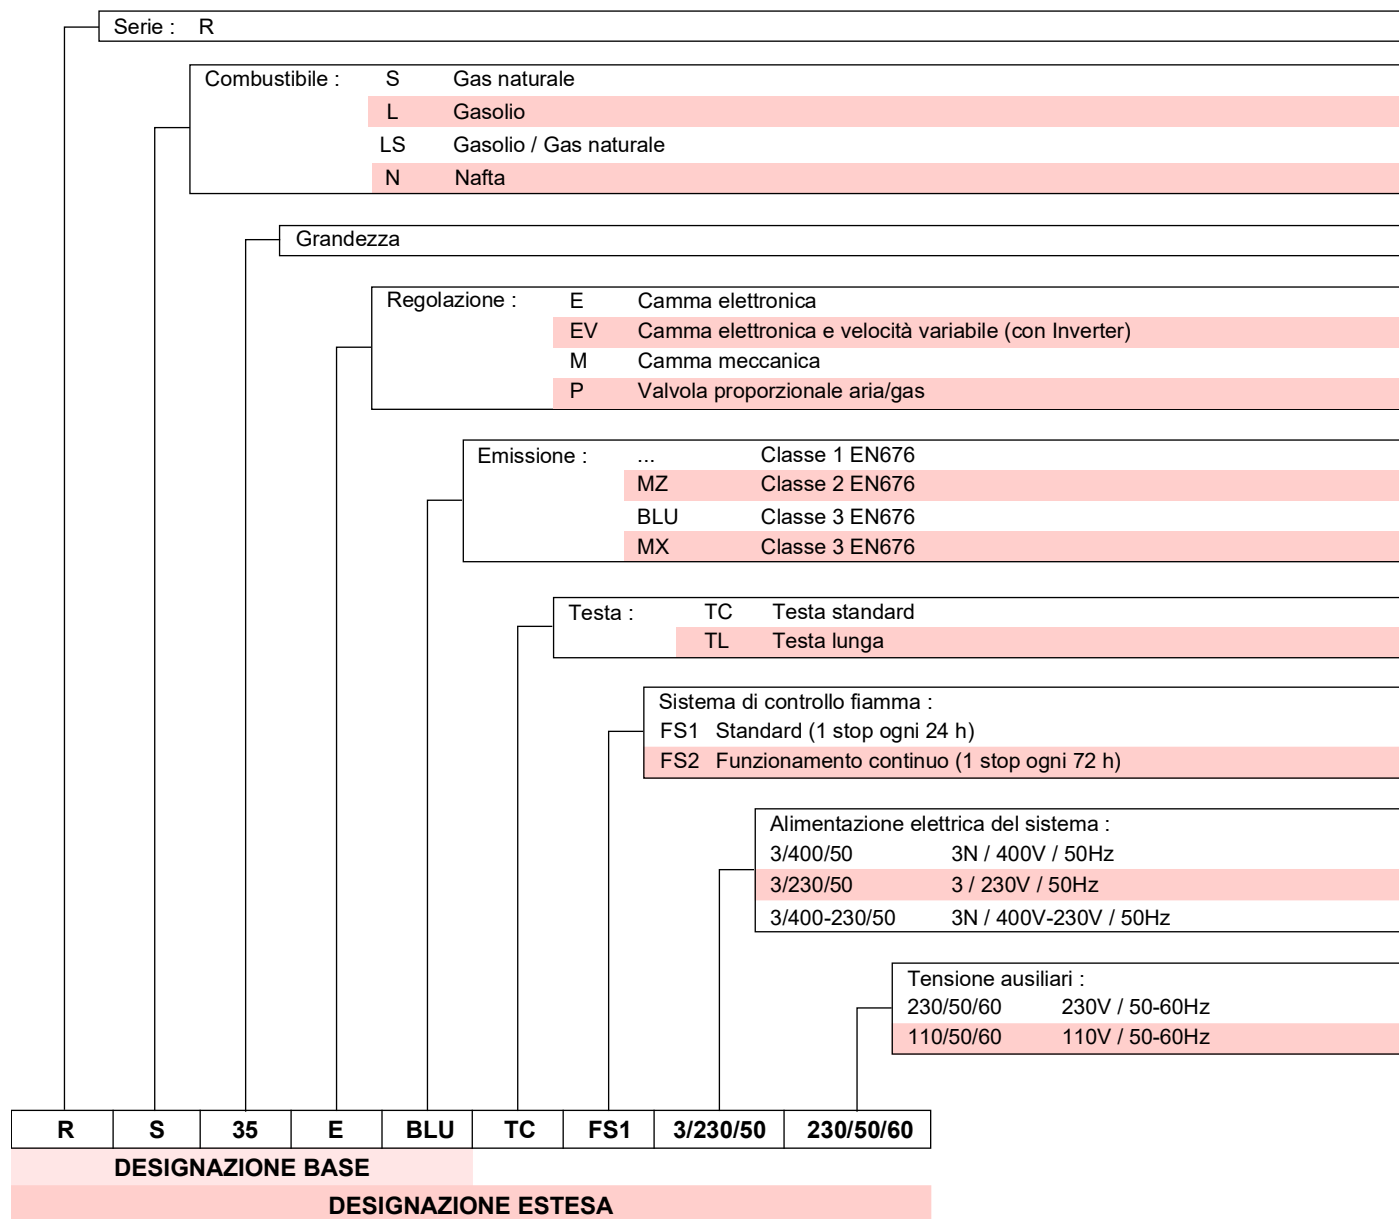 Serie : R
Combustibile : S Gas naturale
L Gasolio
LS Gasolio / Gas naturale
N Nafta
Grandezza
Regolazione : E Camma elettronica
EV Camma elettronica e velocità variabile (con Inverter)
M Camma meccanica
P Valvola proporzionale aria/gas
Emissione : ... Classe 1 EN676
MZ Classe 2 EN676
BLU Classe 3 EN676
MX Classe 3 EN676
Testa : TC Testa standard
TL Testa lunga
Sistema di controllo fiamma :
FS1 Standard (1 stop ogni 24 h)
FS2 Funzionamento continuo (1 stop ogni 72 h)
Alimentazione elettrica del sistema :
3/400/50 3N / 400V / 50Hz
3/230/50 3 / 230V / 50Hz
3/400-230/50 3N / 400V-230V / 50Hz
Tensione ausiliari :
230/50/60 230V / 50-60Hz
110/50/60 110V / 50-60Hz
R S 35 E BLU TC FS1 3/230/50 230/50/60
DESIGNAZIONE BASE
DESIGNAZIONE ESTESA